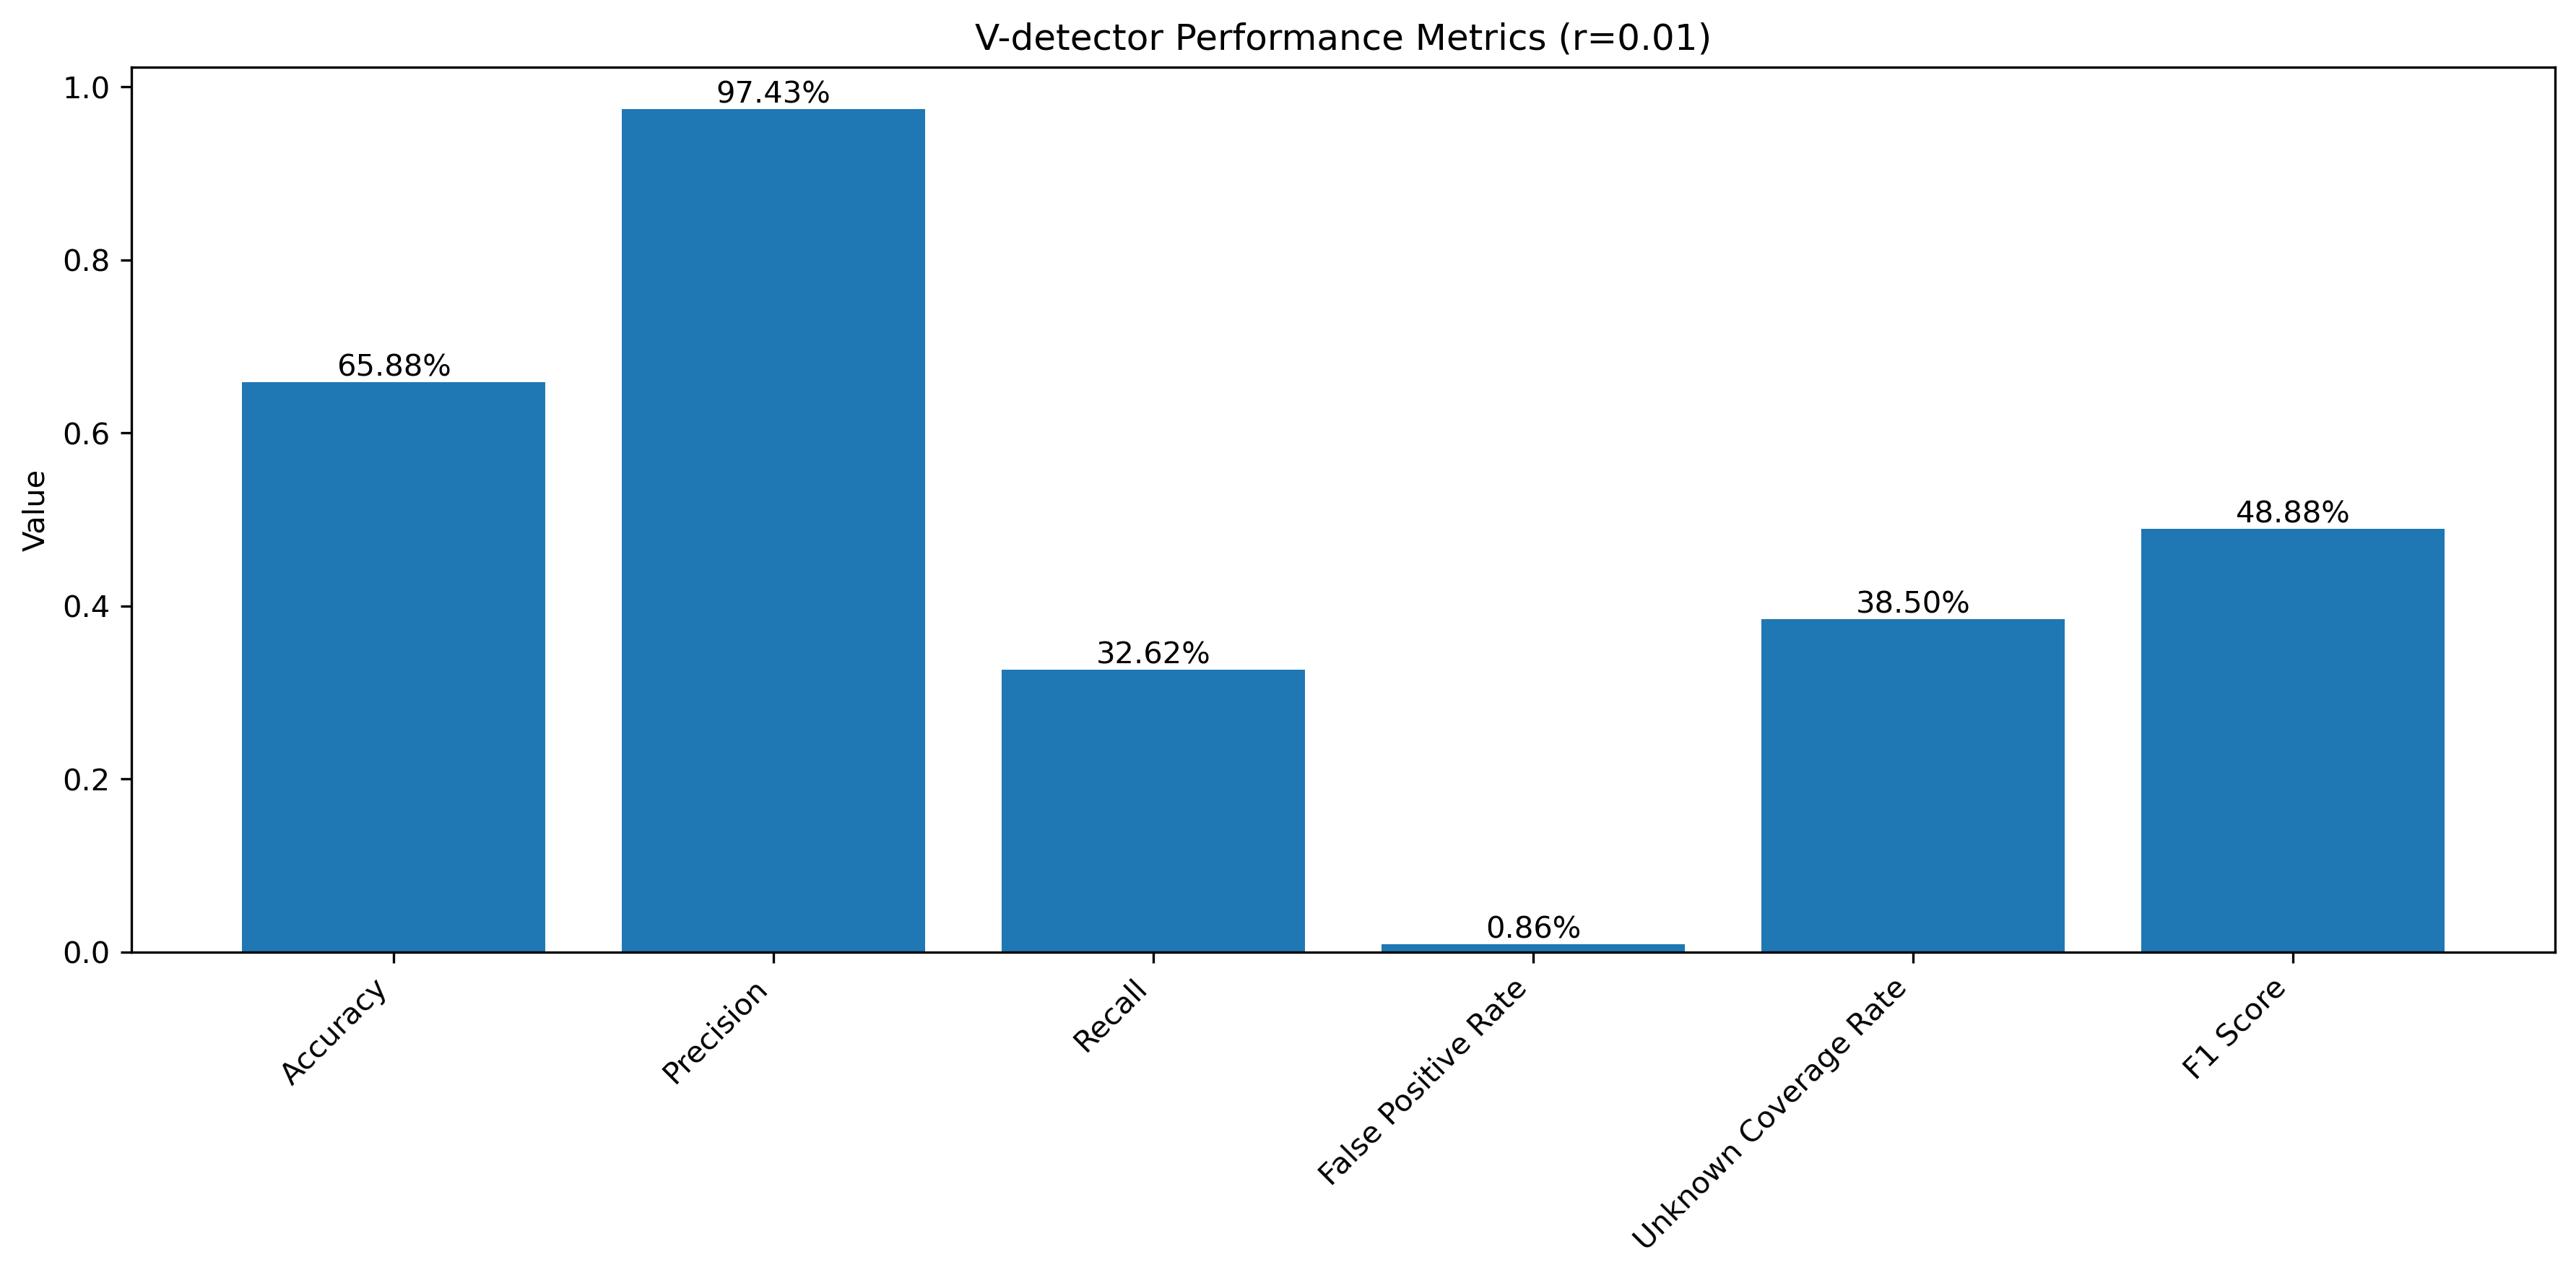 V-detector Performance Metrics (r=0.01)
Value
1.0
0.8
0.6
0.4
0.2
0.0
65.88%
97.43%
32.62%
0.86%
38.50%
48.88%
Accuracy
Precision
Recall
False Positive Rate
Unknown Coverage Rate
F1 Score